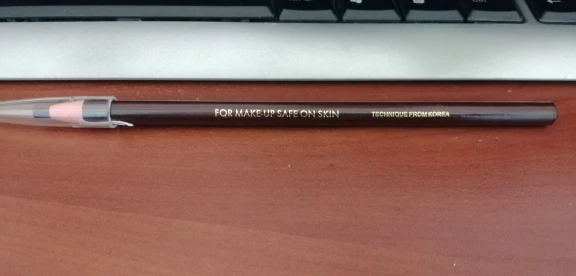 FOR MAKE-UP SAFE ON SKIN TECHNIQUE FROM KOREA